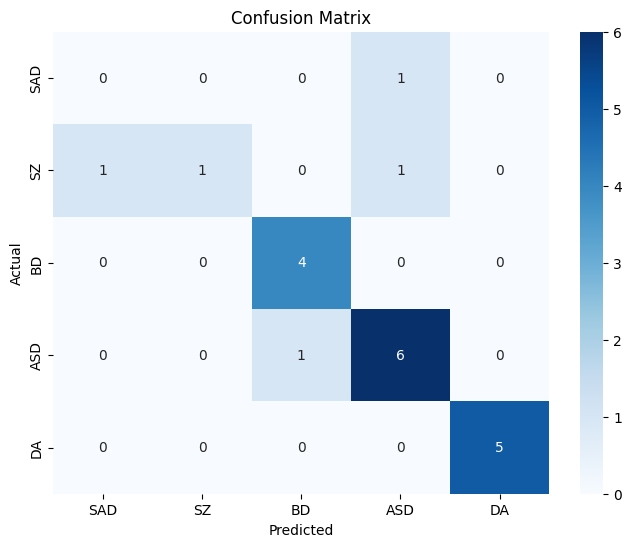 Confusion Matrix
Actual
SAD 0 0 0 1 0
SZ 1 1 0 1 0
BD 0 0 4 0 0
ASD 0 0 1 6 0
DA 0 0 0 0 5
SAD SZ BD ASD DA
Predicted
6
5
4
3
2
1
0